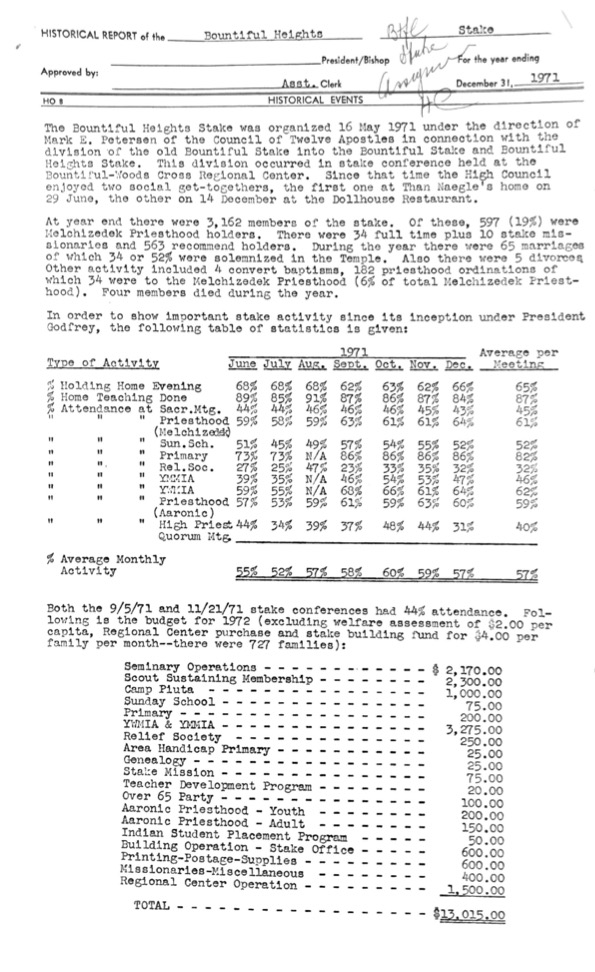 HISTORICAL REPORT of the Bountiful Heights Stake
BHC
Stake
President/Bishop For the year ending
Approved by:
Asst. Clerk December 31, 1971
HO 8 HISTORICAL EVENTS
The Bountiful Heights Stake was organized 16 May 1971 under the direction of
Mark E. Petersen of the Council of Twelve Apostles in connection with the
division of the old Bountiful Stake into the Bountiful Stake and Bountiful
Heights Stake. This division occurred in stake conference held at the
Bountiful-Woods Cross Regional Center. Since that time the High Council
enjoyed two social get-togethers, the first one at Than Naegle's home on
29 June, the other on 14 December at the Dollhouse Restaurant.
At year end there were 3,162 members of the stake. Of these, 597 (19%) were
Melchizedek Priesthood holders. There were 34 full time plus 10 stake mis-
sionaries and 563 recommend holders. During the year there were 65 marriages
of which 34 or 52% were solemnized in the Temple. Also there were 5 divorces
Other activity included 4 convert baptisms, 182 priesthood ordinations of
which 34 were to the Melchizedek Priesthood (6% of total Melchizedek Priest-
hood). Four members died during the year.
In order to show important stake activity since its inception under President
Godfrey, the following table of statistics is given:
1971 Average per
Type of Activity June July Aug. Sept. Oct. Nov. Dec. Meeting
% Holding Home Evening 68% 68% 68% 62% 63% 62% 66% 65%
% Home Teaching Done 89% 85% 91% 87% 86% 87% 84% 87%
% Attendance at Sacr.Mtg. 44% 44% 46% 46% 46% 45% 43% 45%
" " " Priesthood 59% 58% 59% 63% 61% 61% 64% 61%
(Melchizedk)
" " " Sun.Sch. 51% 45% 49% 57% 54% 55% 52% 52%
" " " Primary 73% 73% N/A 86% 86% 86% 86% 82%
" " " Rel.Soc. 27% 25% 47% 23% 33% 35% 32% 32%
" " " YMMIA 39% 35% N/A 46% 54% 53% 47% 46%
" " " 59% 55% N/A 68% 66% 61% 64% 62%
" " " Priesthood 57% 53% 59% 61% 59% 63% 60% 59%
(Aaronic)
" " " High Priest 44% 34% 39% 37% 48% 44% 31% 40%
Quorum Mtg.
% Average Monthly
Activity 55% 52% 57% 58% 60% 59% 57% 57%
Both the 9/5/71 and 11/21/71 stake conferences had 44% attendance. Fol-
lowing is the budget for 1972 (excluding welfare assessment of $2.00 per
capita, Regional Center purchase and stake building fund for $4.00 per
family per month--there were 727 families):
Seminary Operations - - - - - - - - - - - - $ 2,170.00
Scout Sustaining Membership - - - - - - - - 2,300.00
Camp Piuta - - - - - - - - - - - - - - - - 1,000.00
Sunday School - - - - - - - - - - - - - - - 75.00
Primary - - - - - - - - - - - - - - - - - - 200.00
YWMIA & YMMIA - - - - - - - - - - - - - - - 3,275.00
Relief Society - - - - - - - - - - - - - - 250.00
Area Handicap Primary - - - - - - - - - - - 25.00
Genealogy - - - - - - - - - - - - - - - - - 25.00
Stake Mission - - - - - - - - - - - - - - - 75.00
Teacher Development Program - - - - - - - - 20.00
Over 65 Party - - - - - - - - - - - - - - - 100.00
Aaronic Priesthood - Youth - - - - - - - - 200.00
Aaronic Priesthood - Adult - - - - - - - - 150.00
Indian Student Placement Program - - - - - 50.00
Building Operation - Stake Office - - - - - 600.00
Printing-Postage-Supplies - - - - - - - - - 600.00
Missionaries-Miscellaneous - - - - - - - - 400.00
Regional Center Operation - - - - - - - - - 1,500.00
TOTAL - - - - - - - - - - - - - - - - - $13,015.00